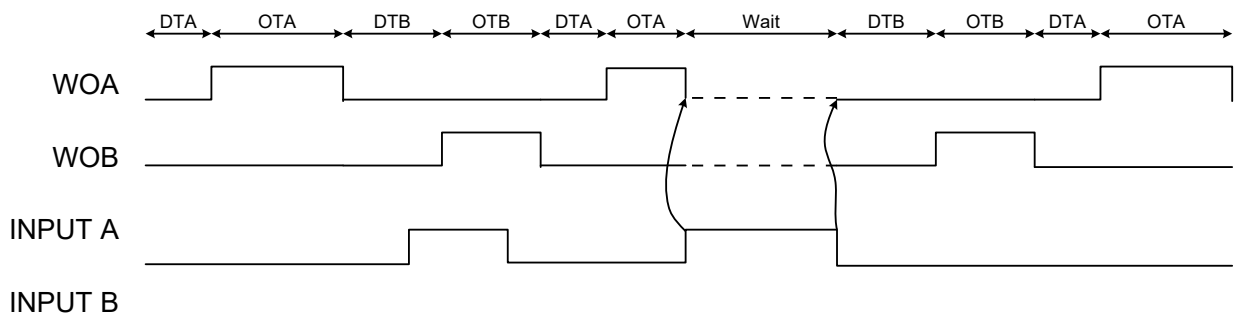 DTA OTA DTB OTB DTA OTA Wait DTB OTB DTA OTA
WOA
WOB
INPUT A
INPUT B